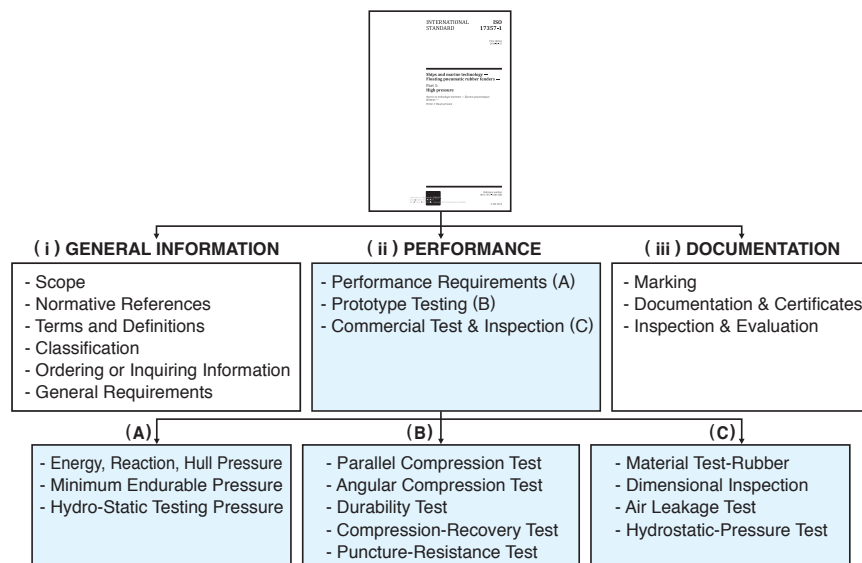 INTERNATIONAL STANDARD
ISO 17357-1
Ships and marine technology —
Floating pneumatic rubber fenders —
Part 1:
High pressure
( i ) GENERAL INFORMATION
- Scope
- Normative References
- Terms and Definitions
- Classification
- Ordering or Inquiring Information
- General Requirements
( ii ) PERFORMANCE
- Performance Requirements (A)
- Prototype Testing (B)
- Commercial Test & Inspection (C)
( iii ) DOCUMENTATION
- Marking
- Documentation & Certificates
- Inspection & Evaluation
(A)
- Energy, Reaction, Hull Pressure
- Minimum Endurable Pressure
- Hydro-Static Testing Pressure
(B)
- Parallel Compression Test
- Angular Compression Test
- Durability Test
- Compression-Recovery Test
- Puncture-Resistance Test
(C)
- Material Test-Rubber
- Dimensional Inspection
- Air Leakage Test
- Hydrostatic-Pressure Test